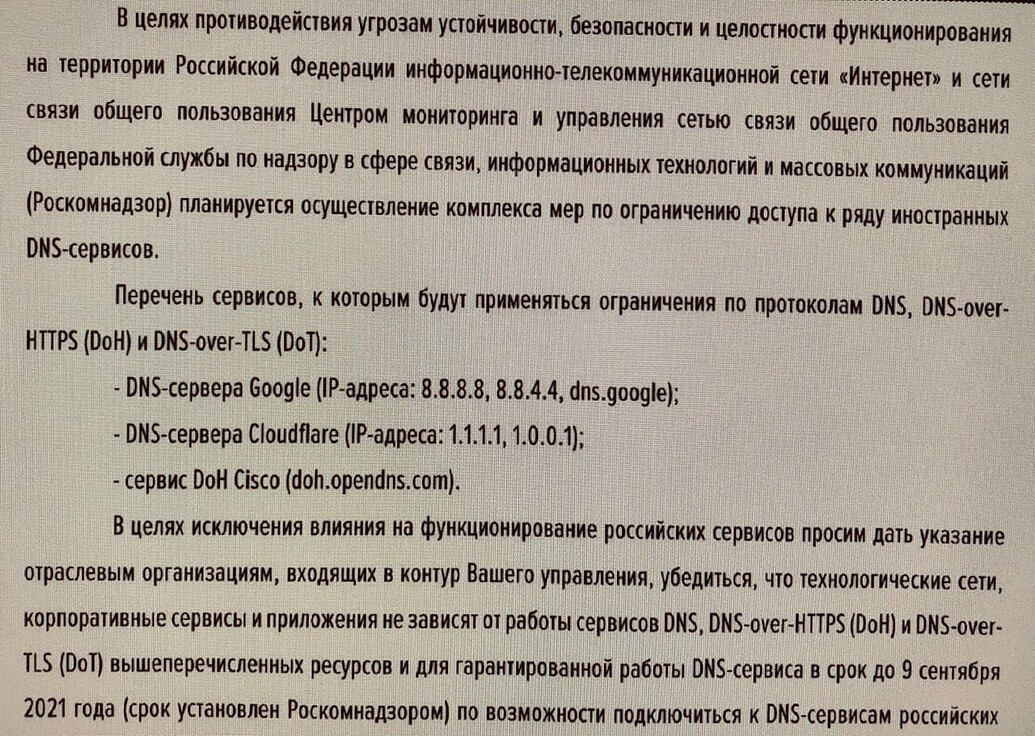 В целях противодействия угрозам устойчивости, безопасности и целостности функционирования
на территории Российской Федерации информационно-телекоммуникационной сети «Интернет» и сети
связи общего пользования Центром мониторинга и управления сетью связи общего пользования
Федеральной службы по надзору в сфере связи, информационных технологий и массовых коммуникаций
(Роскомнадзор) планируется осуществление комплекса мер по ограничению доступа к ряду иностранных
DNS-сервисов.
Перечень сервисов, к которым будут применяться ограничения по протоколам DNS, DNS-over-
HTTPS (DoH) и DNS-over-TLS (DoT):
- DNS-сервера Google (IP-адреса: 8.8.8.8, 8.8.4.4, dns.google);
- DNS-сервера Cloudflare (IP-адреса: 1.1.1.1, 1.0.0.1);
- сервис DoH Cisco (doh.opendns.com).
В целях исключения влияния на функционирование российских сервисов просим дать указание
отраслевым организациям, входящих в контур Вашего управления, убедиться, что технологические сети,
корпоративные сервисы и приложения не зависят от работы сервисов DNS, DNS-over-HTTPS (DoH) и DNS-over-
TLS (DoT) вышеперечисленных ресурсов и для гарантированной работы DNS-сервиса в срок до 9 сентября
2021 года (срок установлен Роскомнадзором) по возможности подключиться к DNS-сервисам российских